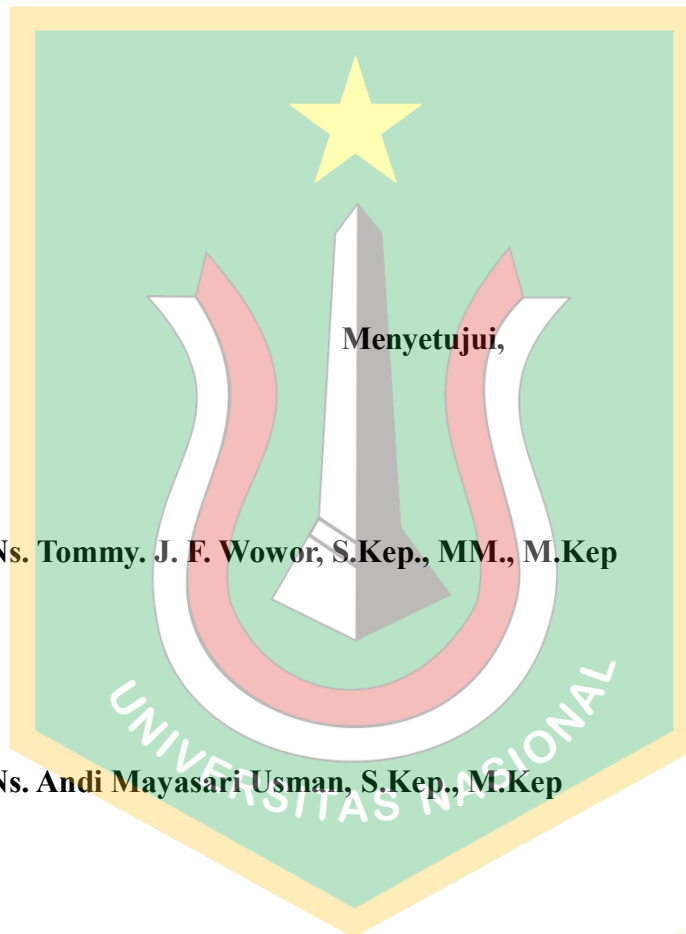 Menyetujui,
Ns. Tommy. J. F. Wowor, S.Kep., MM., M.Kep
Ns. Andi Mayasari Usman, S.Kep., M.Kep
UNIVERSITAS NASIONAL